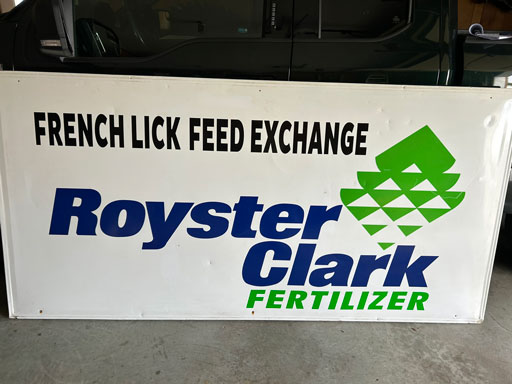 FRENCH LICK FEED EXCHANGE
Royster
Clark
FERTILIZER